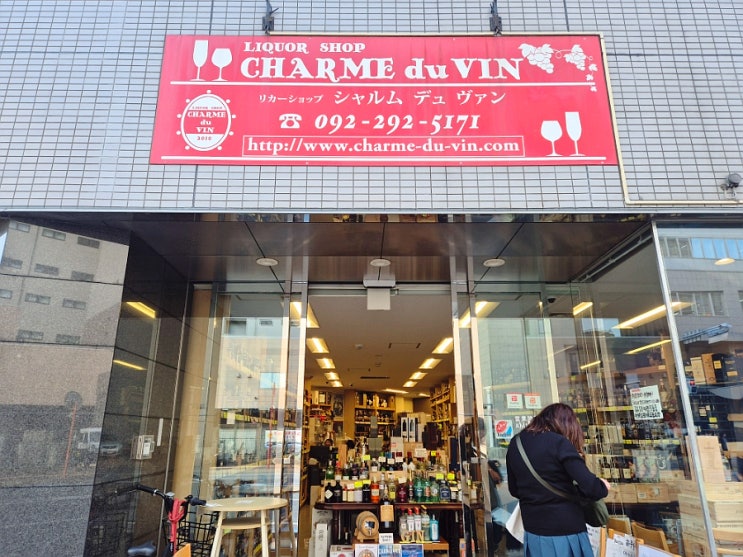 LIQUOR SHOP
CHARME du VIN
リカーショップ シャルム デュ ヴァン
☎ 092-292-5171
http://www.charme-du-vin.com
LIQUOR SHOP
CHARME
du
VIN
2010